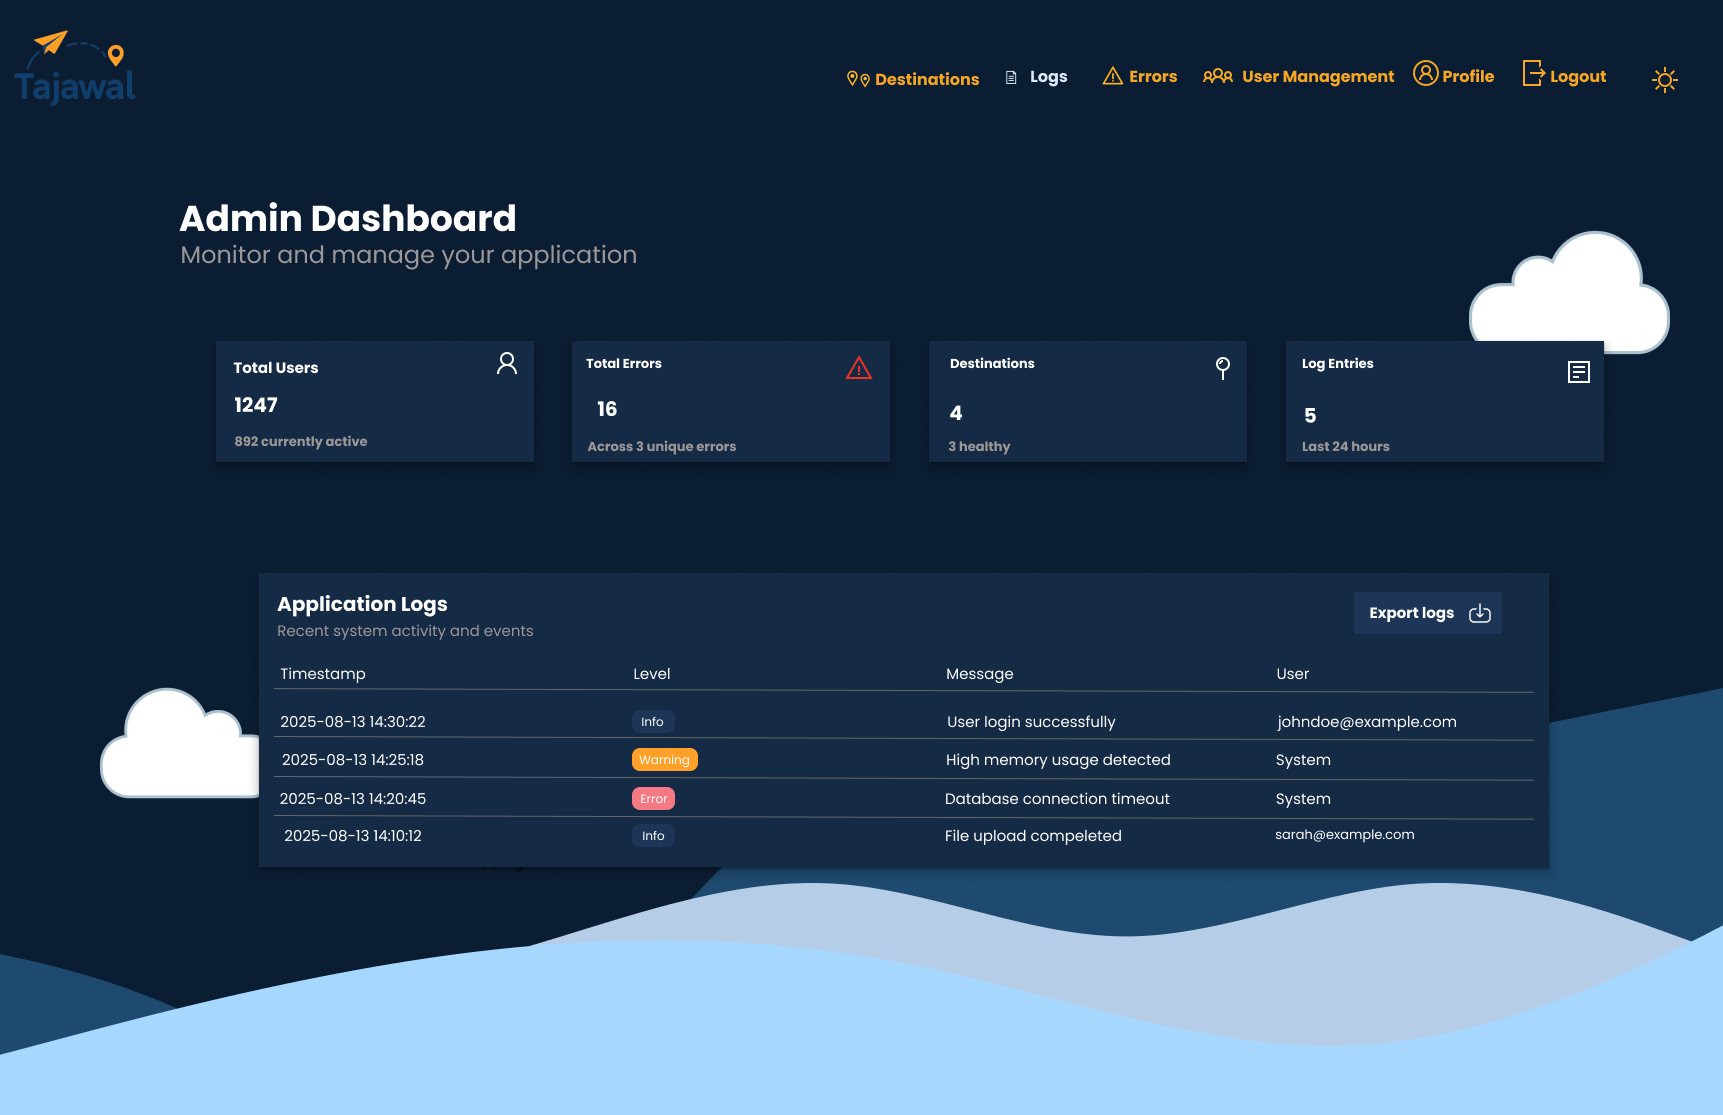 Tajawal
Destinations Logs Errors User Management Profile Logout
Admin Dashboard
Monitor and manage your application
Total Users
1247
892 currently active
Total Errors
16
Across 3 unique errors
Destinations
4
3 healthy
Log Entries
5
Last 24 hours
Application Logs
Recent system activity and events
Export logs
Timestamp Level Message User
2025-08-13 14:30:22 Info User login successfully johndoe@example.com
2025-08-13 14:25:18 Warning High memory usage detected System
2025-08-13 14:20:45 Error Database connection timeout System
2025-08-13 14:10:12 Info File upload compeleted sarah@example.com